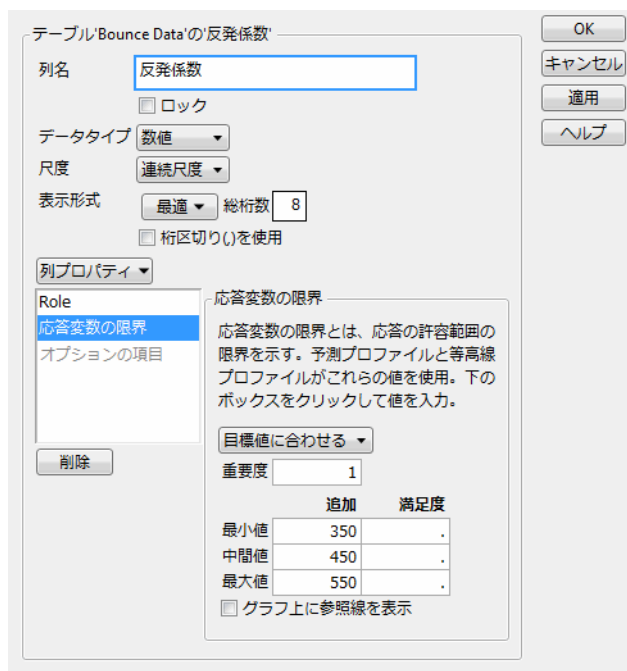 テーブル'Bounce Data'の'反発係数'
OK
列名 反発係数
キャンセル
ロック
適用
データタイプ 数値
ヘルプ
尺度 連続尺度
表示形式 最適 総桁数 8
桁区切り(,)を使用
列プロパティ
Role
応答変数の限界
オプションの項目
削除
応答変数の限界
応答変数の限界とは、応答の許容範囲の
限界を示す。予測プロファイルと等高線
プロファイルがこれらの値を使用。下の
ボックスをクリックして値を入力。
目標値に合わせる
重要度 1
追加 満足度
最小値 350 .
中間値 450 .
最大値 550 .
グラフ上に参照線を表示